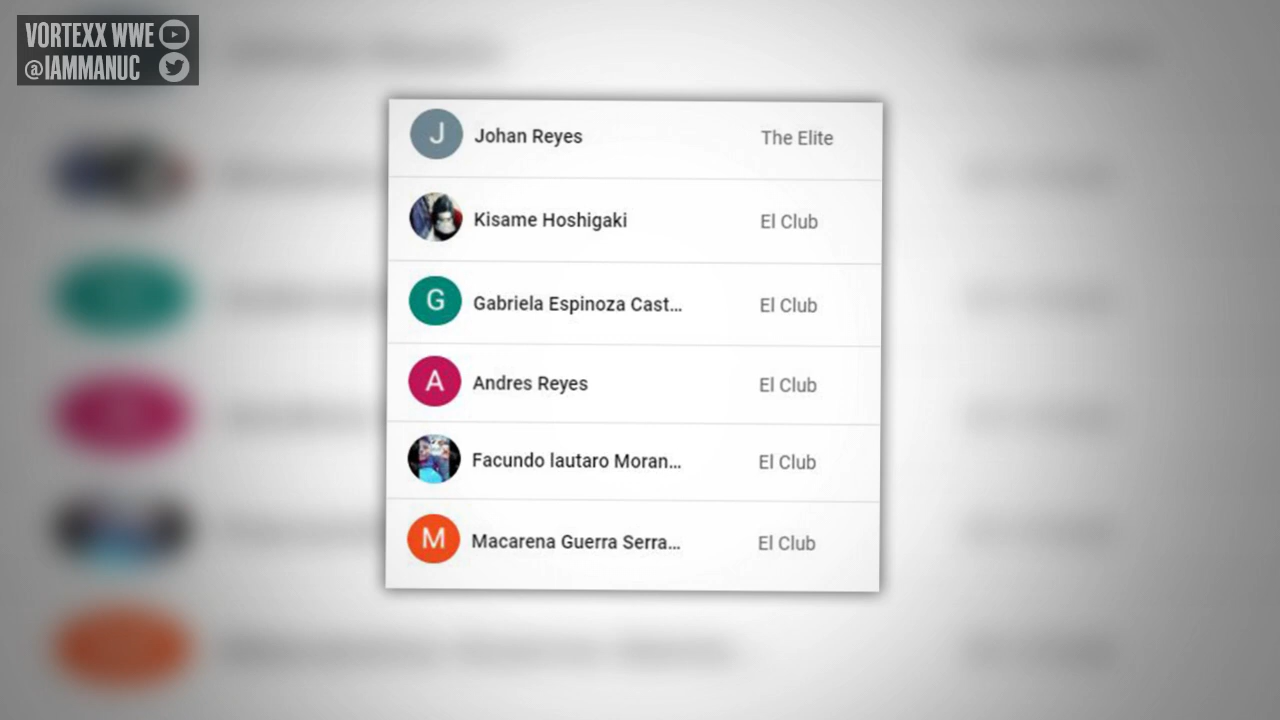 VORTEXX WWE
@IAMMANUC
J Johan Reyes The Elite
Kisame Hoshigaki El Club
G Gabriela Espinoza Cast... El Club
A Andres Reyes El Club
Facundo lautaro Moran... El Club
M Macarena Guerra Serra... El Club